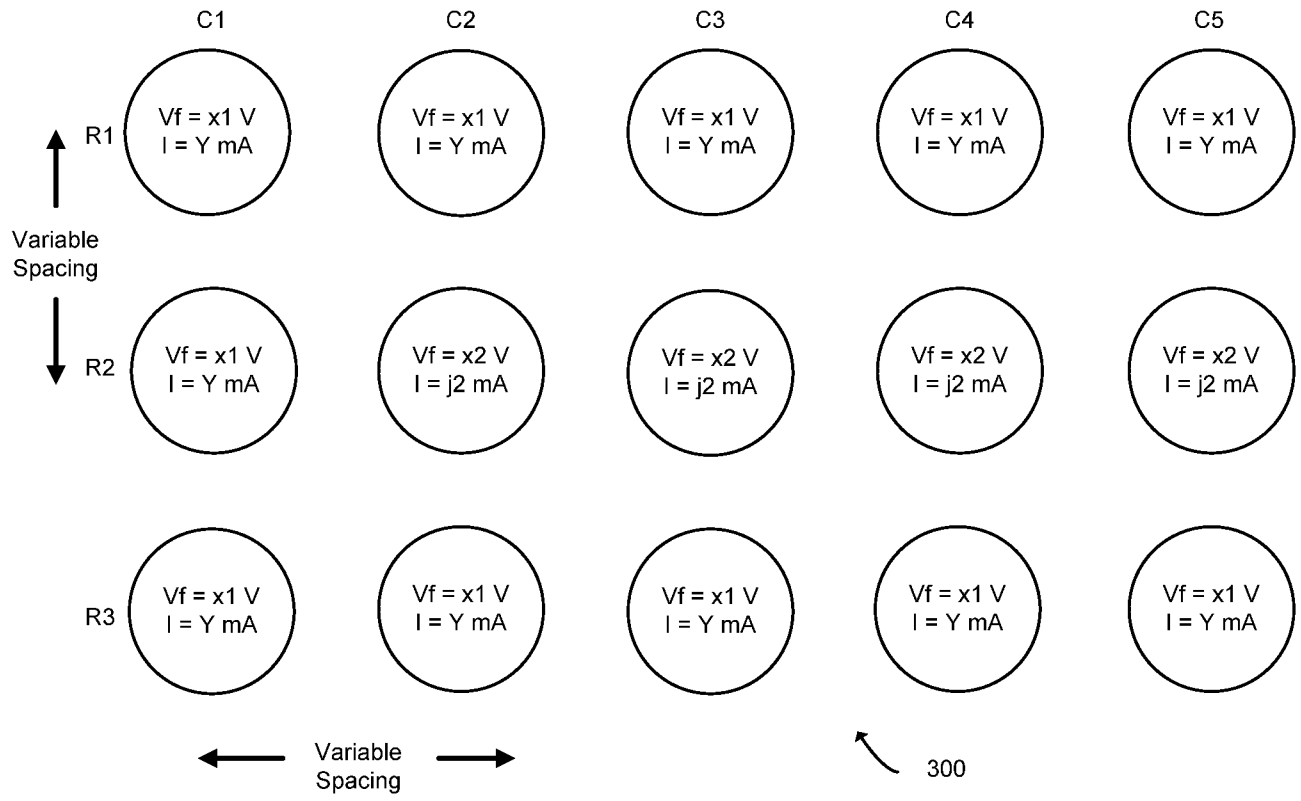 C1 C2 C3 C4 C5
R1
Vf = x1 V
I = Y mA
Vf = x1 V
I = Y mA
Vf = x1 V
I = Y mA
Vf = x1 V
I = Y mA
Vf = x1 V
I = Y mA
Variable
Spacing
R2
Vf = x1 V
I = Y mA
Vf = x2 V
I = j2 mA
Vf = x2 V
I = j2 mA
Vf = x2 V
I = j2 mA
Vf = x2 V
I = j2 mA
R3
Vf = x1 V
I = Y mA
Vf = x1 V
I = Y mA
Vf = x1 V
I = Y mA
Vf = x1 V
I = Y mA
Vf = x1 V
I = Y mA
Variable
Spacing
300